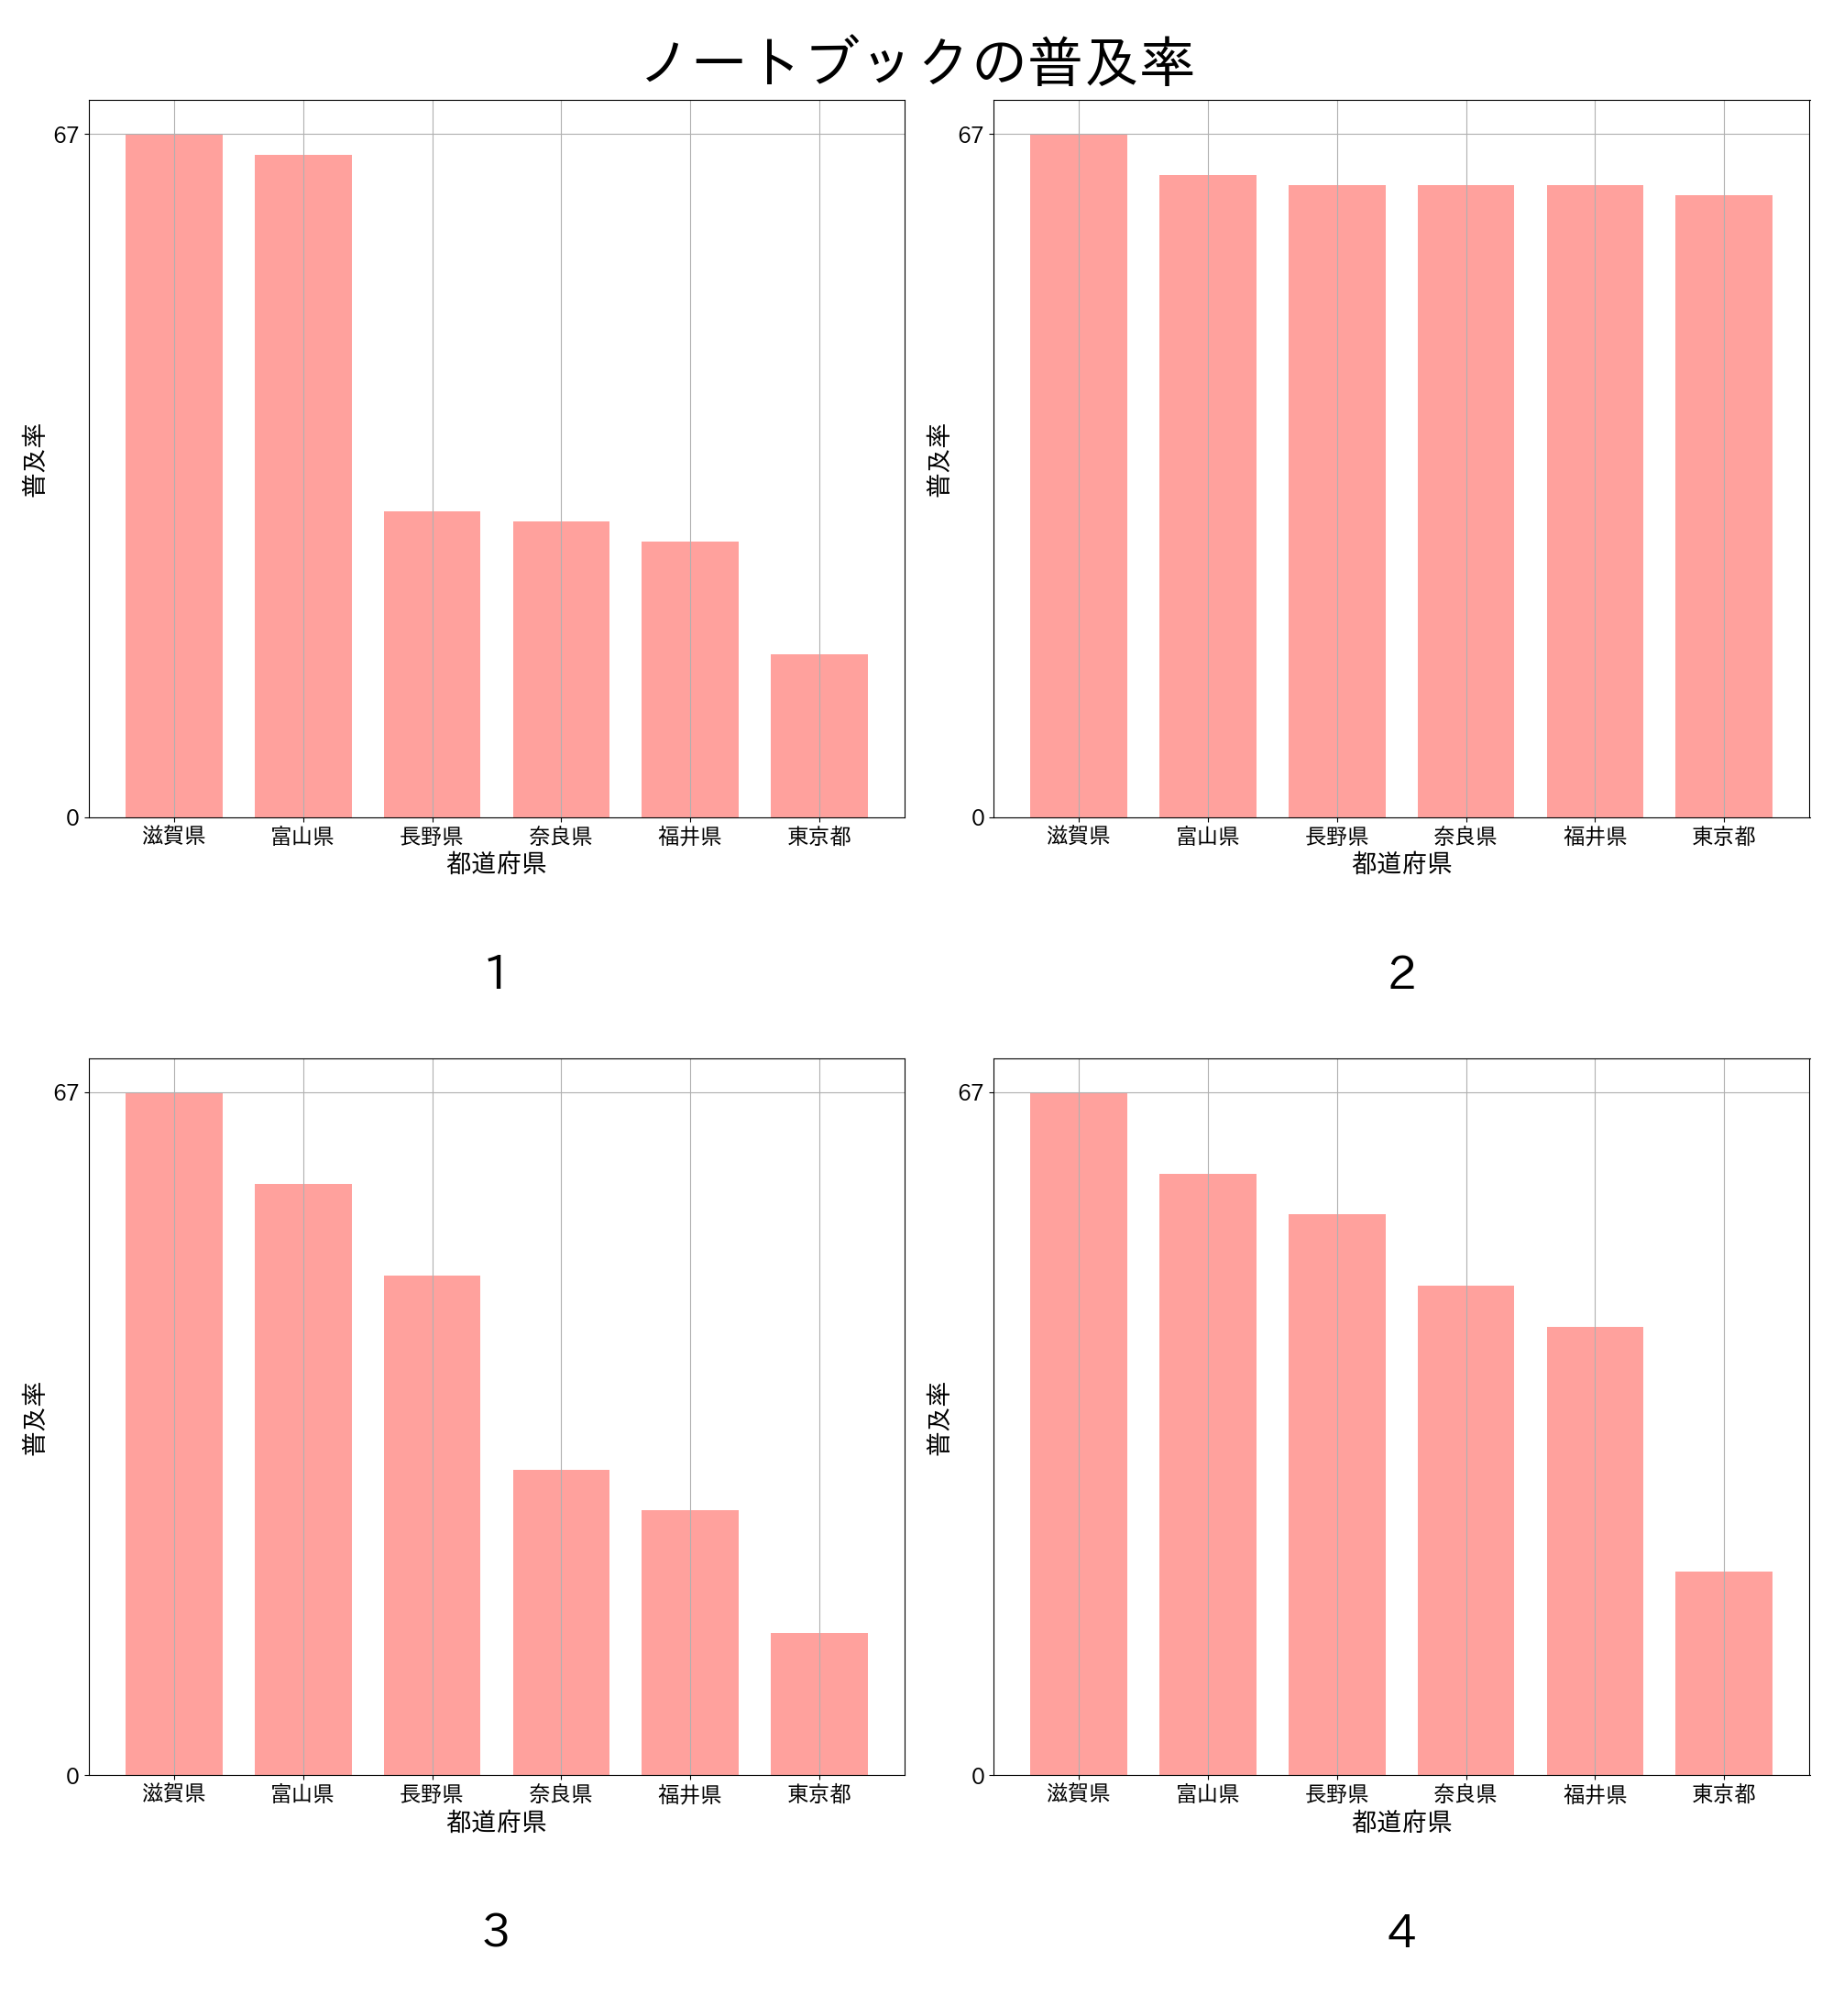 ノートブックの普及率
67
0
普及率
滋賀県 富山県 長野県 奈良県 福井県 東京都
都道府県
1
67
0
普及率
滋賀県 富山県 長野県 奈良県 福井県 東京都
都道府県
2
67
0
普及率
滋賀県 富山県 長野県 奈良県 福井県 東京都
都道府県
3
67
0
普及率
滋賀県 富山県 長野県 奈良県 福井県 東京都
都道府県
4